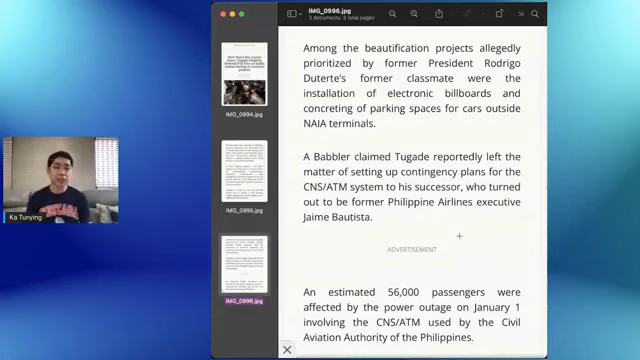 IMG_0996.jpg
3 documents, 8 total pages
Among the beautification projects allegedly
prioritized by former President Rodrigo
Duterte's former classmate were the
installation of electronic billboards and
concreting of parking spaces for cars outside
NAIA terminals.
A Babbler claimed Tugade reportedly left the
matter of setting up contingency plans for the
CNS/ATM system to his successor, who turned
out to be former Philippine Airlines executive
Jaime Bautista.
ADVERTISEMENT
An estimated 56,000 passengers were
affected by the power outage on January 1
involving the CNS/ATM used by the Civil
Aviation Authority of the Philippines.
IMG_0994.jpg
IMG_0995.jpg
IMG_0996.jpg
Ka Tunying